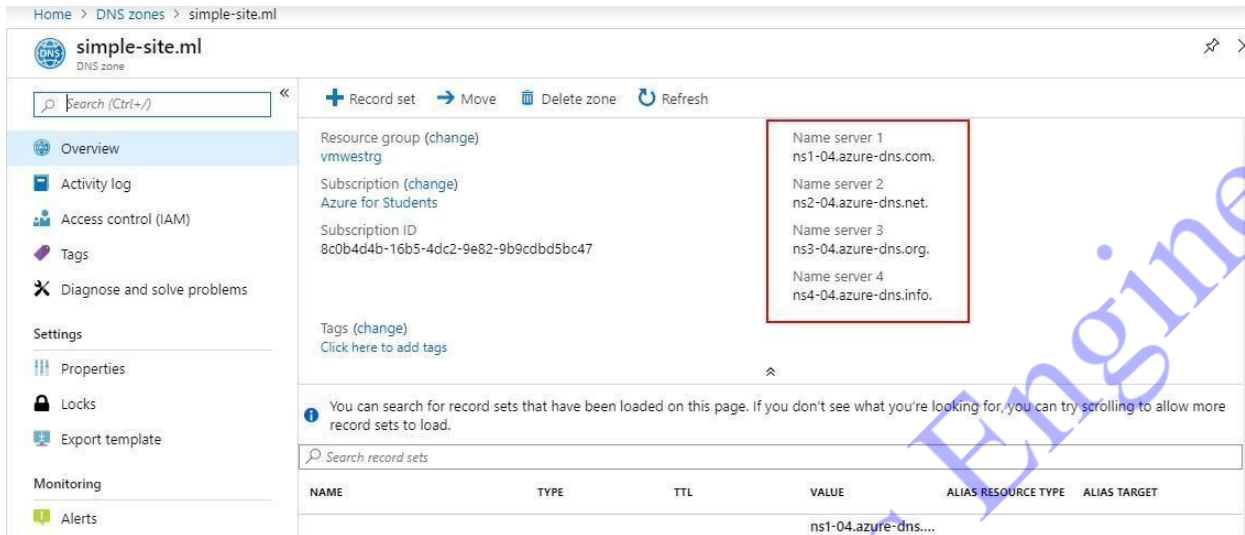 Home > DNS zones > simple-site.ml
simple-site.ml
DNS zone
Search (Ctrl+/)
«
Overview
Activity log
Access control (IAM)
Tags
Diagnose and solve problems
Settings
Properties
Locks
Export template
Monitoring
Alerts
Record set Move Delete zone Refresh
Resource group (change)
vmwestrg
Subscription (change)
Azure for Students
Subscription ID
8c0b4d4b-16b5-4dc2-9e82-9b9cdbd5bc47
Tags (change)
Click here to add tags
Name server 1
ns1-04.azure-dns.com.
Name server 2
ns2-04.azure-dns.net.
Name server 3
ns3-04.azure-dns.org.
Name server 4
ns4-04.azure-dns.info.
You can search for record sets that have been loaded on this page. If you don't see what you're looking for, you can try scrolling to allow more
record sets to load.
Search record sets
NAME TYPE TTL VALUE ALIAS RESOURCE TYPE ALIAS TARGET
ns1-04.azure-dns....